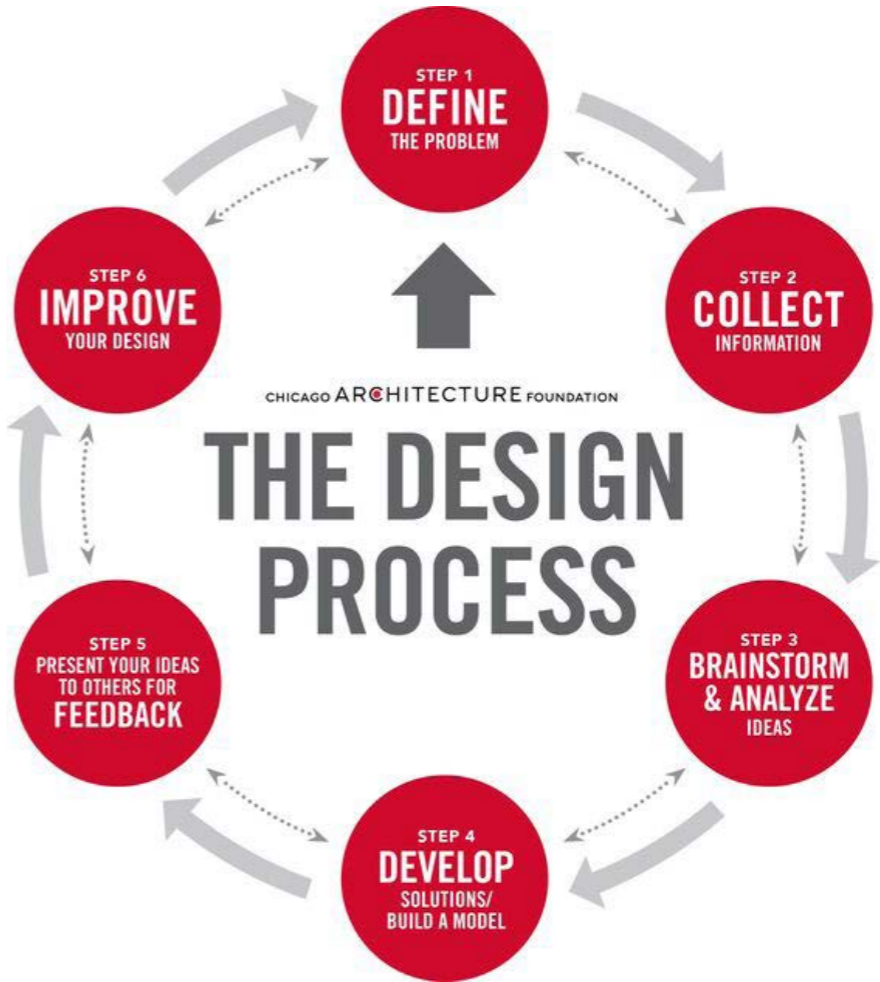 STEP 1
DEFINE
THE PROBLEM
STEP 2
COLLECT
INFORMATION
STEP 3
BRAINSTORM
& ANALYZE
IDEAS
STEP 4
DEVELOP
SOLUTIONS/
BUILD A MODEL
STEP 5
PRESENT YOUR IDEAS
TO OTHERS FOR
FEEDBACK
STEP 6
IMPROVE
YOUR DESIGN
CHICAGO ARCHITECTURE FOUNDATION
THE DESIGN
PROCESS